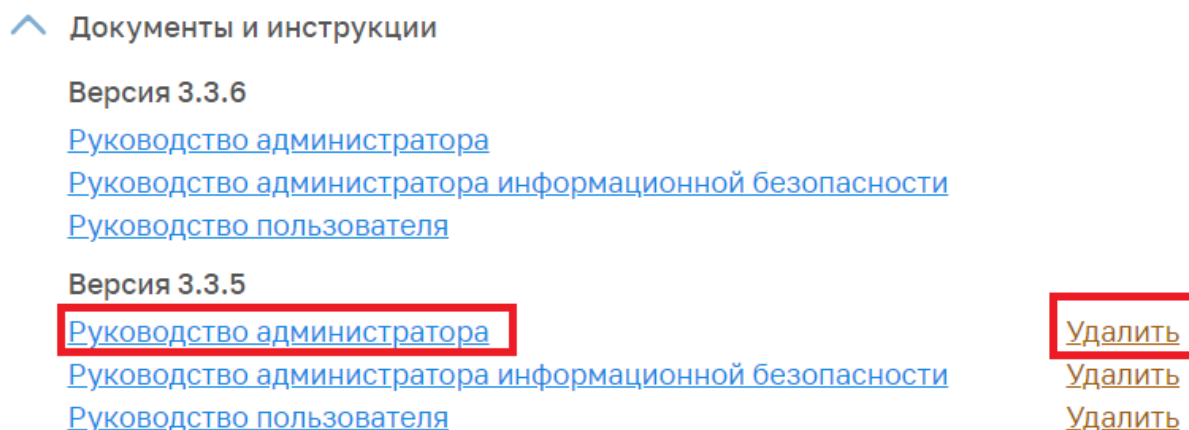 Документы и инструкции
Версия 3.3.6
Руководство администратора
Руководство администратора информационной безопасности
Руководство пользователя
Версия 3.3.5
Руководство администратора Удалить
Руководство администратора информационной безопасности Удалить
Руководство пользователя Удалить